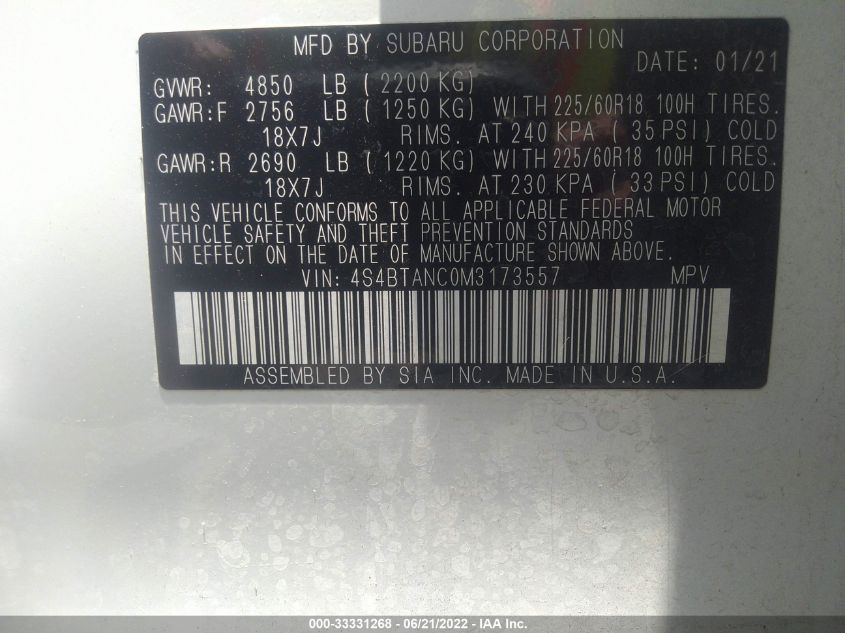 MFD BY SUBARU CORPORATION
DATE: 01/21
GVWR: 4850 LB ( 2200 KG)
GAWR:F 2756 LB ( 1250 KG) WITH 225/60R18 100H TIRES.
18X7J RIMS. AT 240 KPA ( 35 PSI) COLD
GAWR:R 2690 LB ( 1220 KG) WITH 225/60R18 100H TIRES.
18X7J RIMS. AT 230 KPA ( 33 PSI) COLD
THIS VEHICLE CONFORMS TO ALL APPLICABLE FEDERAL MOTOR
VEHICLE SAFETY AND THEFT PREVENTION STANDARDS
IN EFFECT ON THE DATE OF MANUFACTURE SHOWN ABOVE.
VIN: 4S4BTANC0M3173557 MPV
ASSEMBLED BY SIA INC. MADE IN U.S.A.
000-33331268 - 06/21/2022 - IAA Inc.